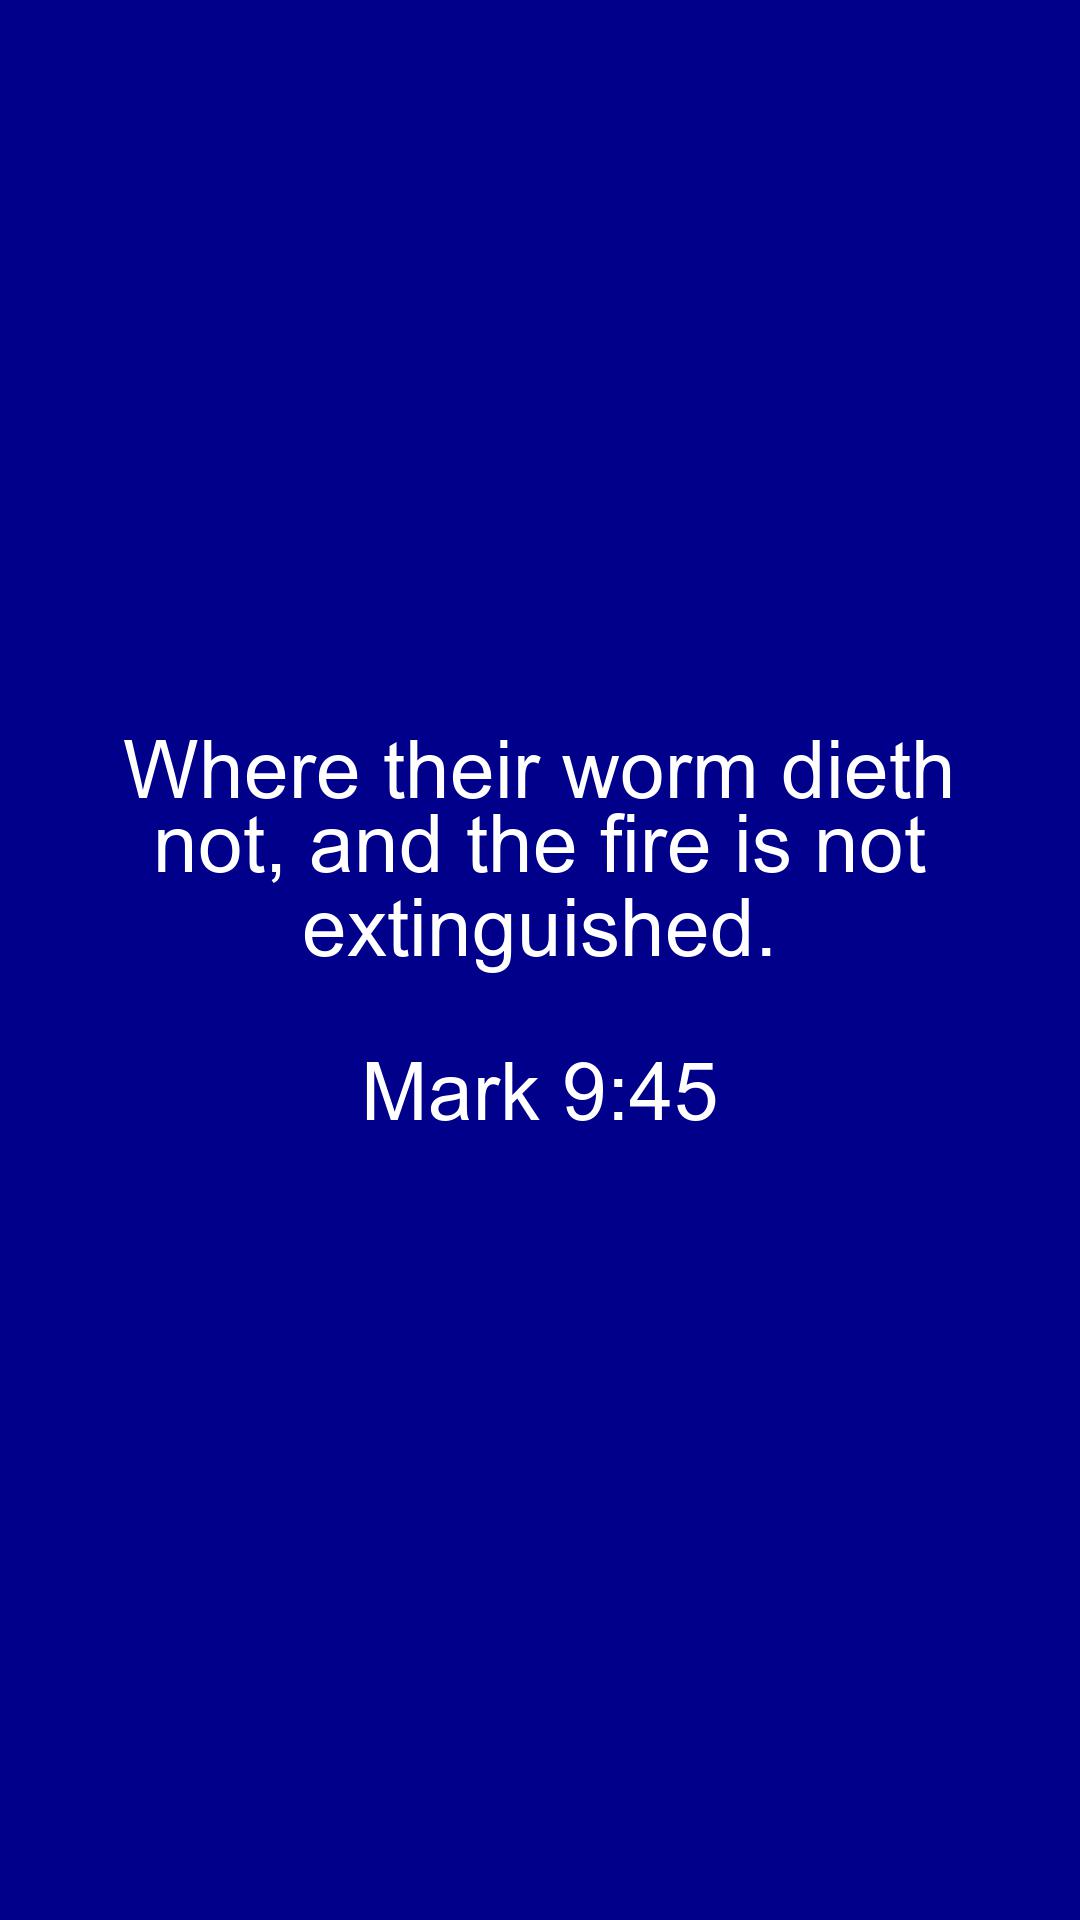 Where their worm dieth
not, and the fire is not
extinguished.
Mark 9:45